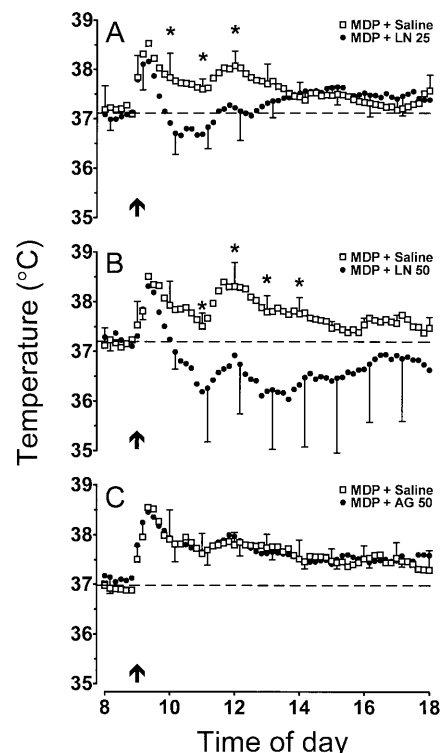 A
MDP + Saline
MDP + LN 25
39
38
37
36
35
* * *
B
MDP + Saline
MDP + LN 50
39
38
37
36
35
* * * *
C
MDP + Saline
MDP + AG 50
39
38
37
36
35
Temperature (°C)
8 10 12 14 16 18
Time of day